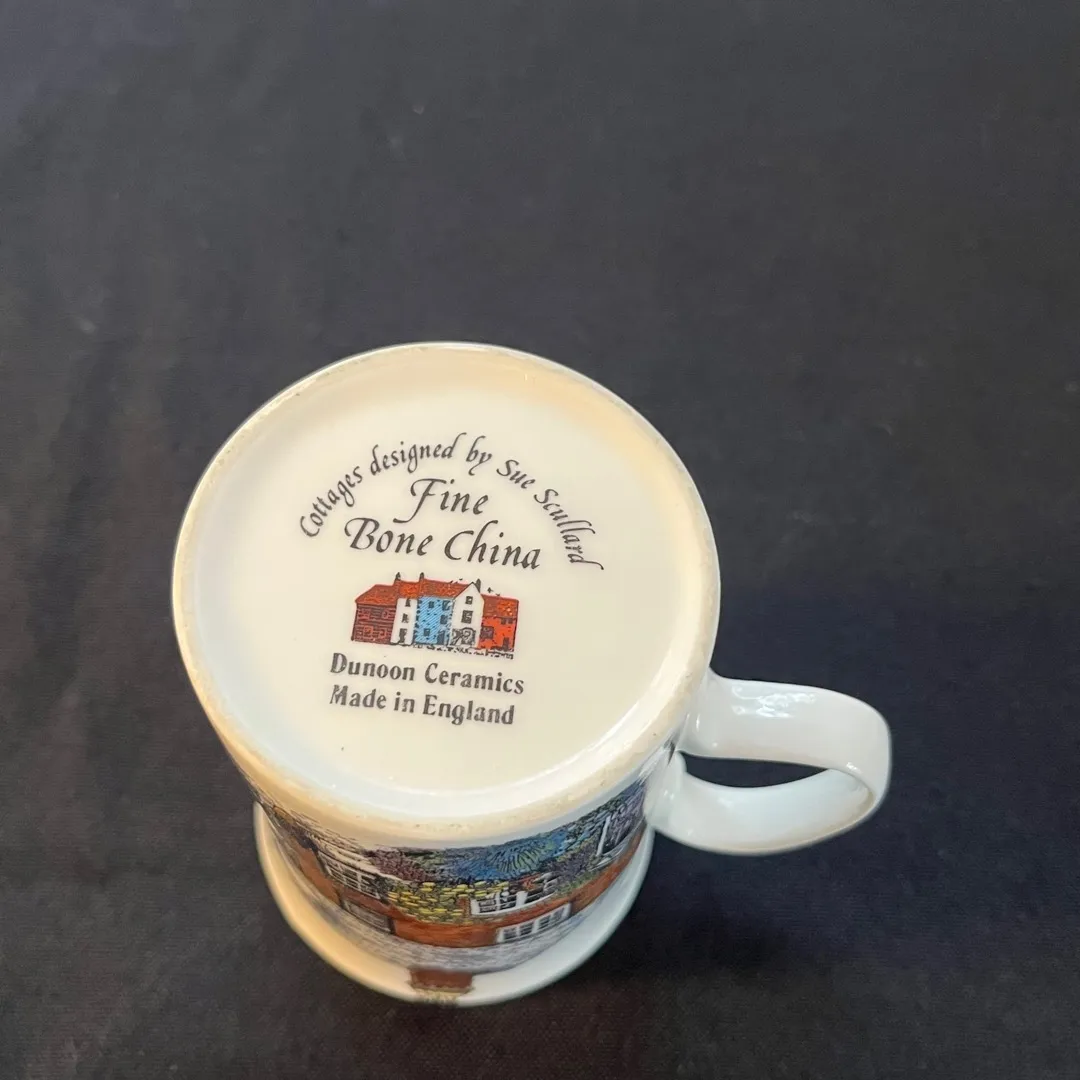 Cottages designed by Sue Scullard
Fine
Bone China
Dunoon Ceramics
Made in England